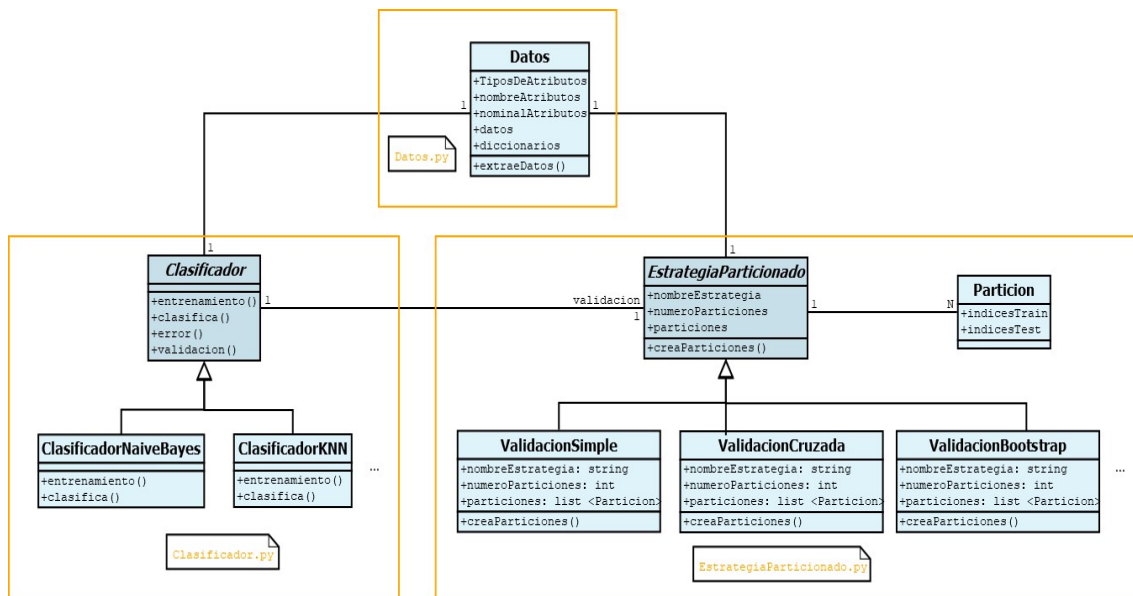 Datos
+TiposDeAtributos
+nombreAtributos
+nominalAtributos
+datos
+diccionarios
+extraeDatos()
1
1
Datos.py
1
1
Clasificador
+entrenamiento()
+clasifica()
+error()
+validacion()
1
validacion
1
EstrategiaParticionado
+nombreEstrategia
+numeroParticiones
+particiones
+creaParticiones()
1
N
Particion
+indicesTrain
+indicesTest
ClasificadorNaiveBayes
+entrenamiento()
+clasifica()
ClasificadorKNN
+entrenamiento()
+clasifica()
...
Clasificador.py
ValidacionSimple
+nombreEstrategia: string
+numeroParticiones: int
+particiones: list <Particion>
+creaParticiones()
ValidacionCruzada
+nombreEstrategia: string
+numeroParticiones: int
+particiones: list <Particion>
+creaParticiones()
ValidacionBootstrap
+nombreEstrategia: string
+numeroParticiones: int
+particiones: list <Particion>
+creaParticiones()
...
EstrategiaParticionado.py